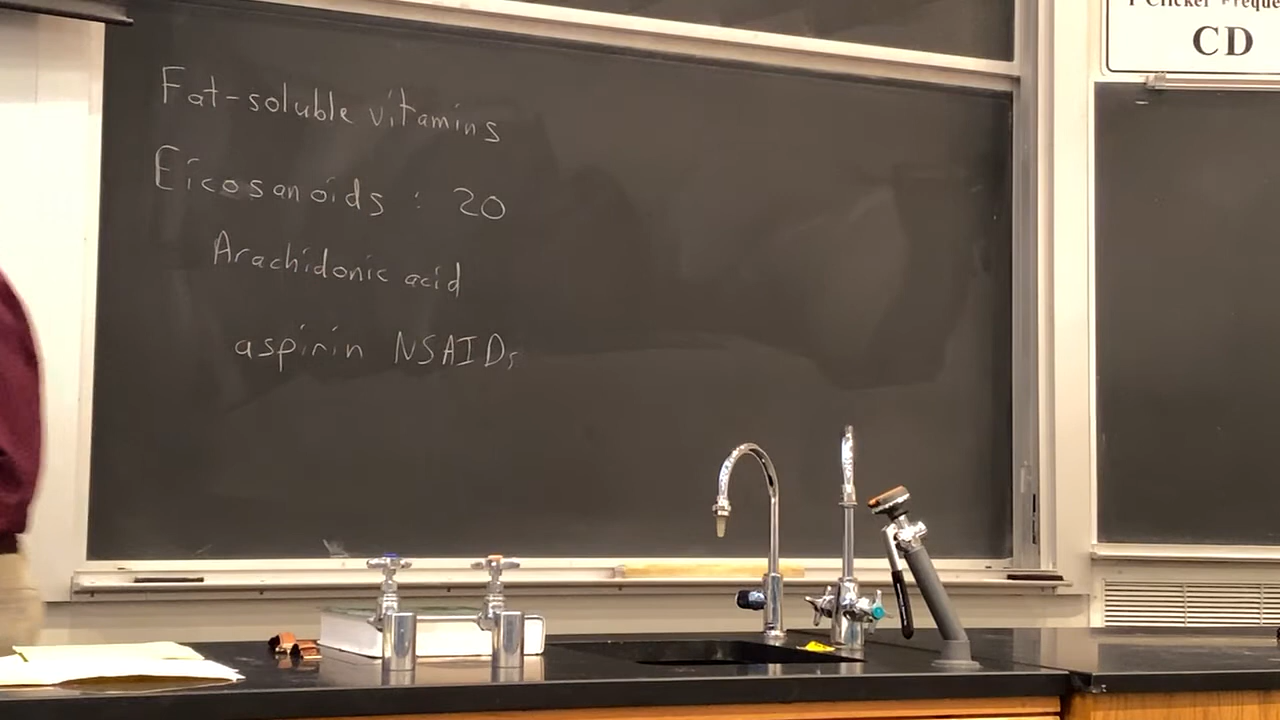 Fat-soluble vitamins
Eicosanoids : 20
Arachidonic acid
aspirin NSAIDs
CD